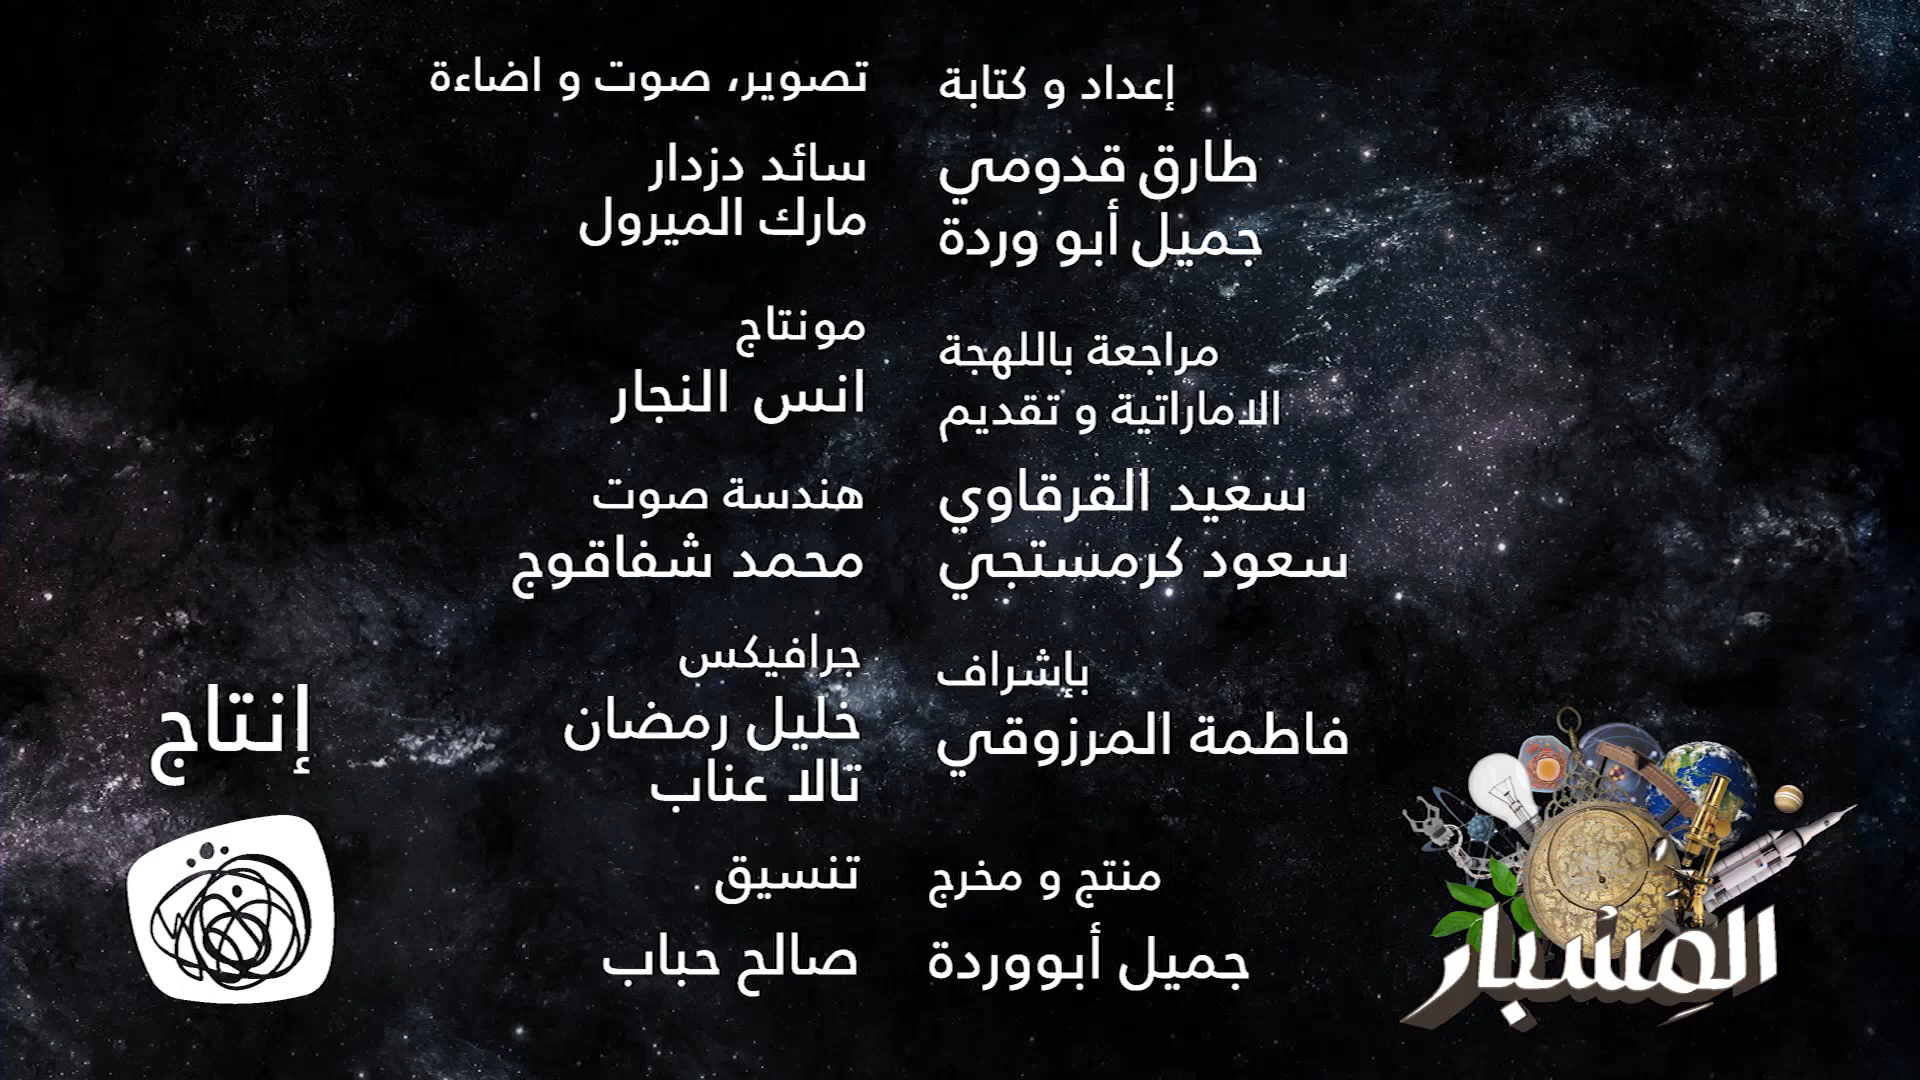 إعداد و كتابة
طارق قدومي
جميل أبو وردة
مراجعة باللهجة
الاماراتية و تقديم
سعيد القرقاوي
سعود كرمستجي
بإشراف
فاطمة المرزوقي
منتج و مخرج
جميل أبووردة
تصوير، صوت و اضاءة
سائد دزدار
مارك الميرول
مونتاج
انس النجار
هندسة صوت
محمد شفاقوج
جرافيكس
خليل رمضان
تالا عناب
تنسيق
صالح حباب
إنتاج
المِسْبار